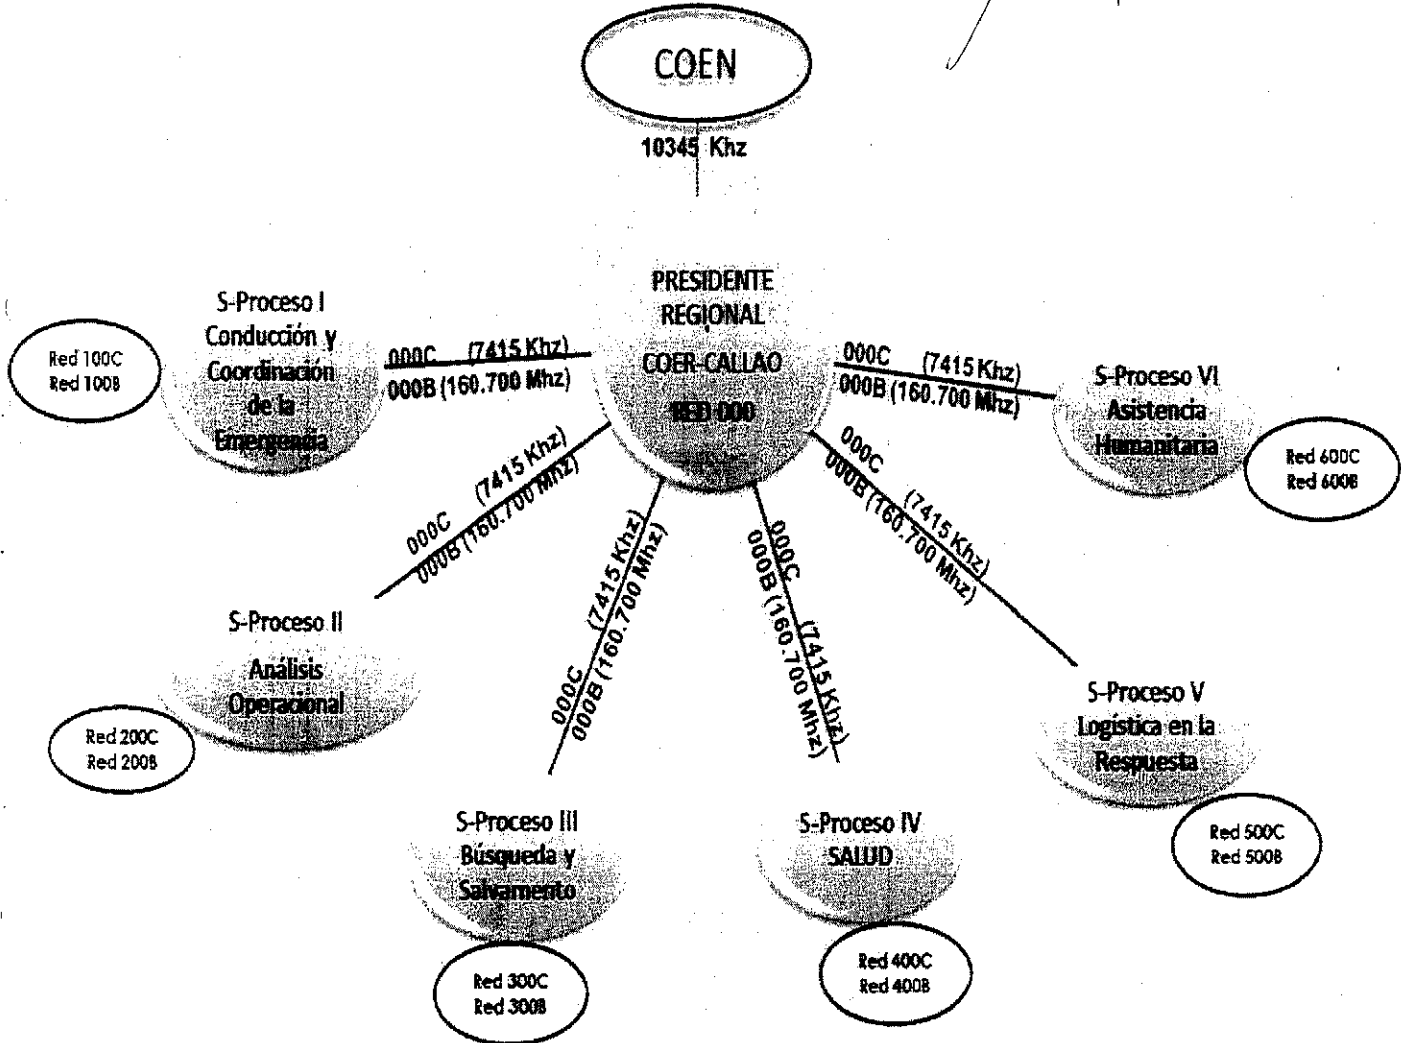 COEN
10345 Khz
PRESIDENTE
REGIONAL
COER-CALLAO
RED 000
S-Proceso I
Conducción y
Coordinación
de la
Emergencia
Red 100C
Red 100B
000C (7415 Khz)
000B (160.700 Mhz)
000C (7415 Khz)
000B (160.700 Mhz)
S-Proceso VI
Asistencia
Humanitaria
Red 600C
Red 600B
000C (7415 Khz)
000B (160.700 Mhz)
S-Proceso II
Análisis
Operacional
Red 200C
Red 200B
000C (7415 Khz)
000B (160.700 Mhz)
S-Proceso III
Búsqueda y
Salvamento
Red 300C
Red 300B
000C (7415 Khz)
000B (160.700 Mhz)
S-Proceso IV
SALUD
Red 400C
Red 400B
000C (7415 Khz)
000B (160.700 Mhz)
S-Proceso V
Logística en la
Respuesta
Red 500C
Red 500B